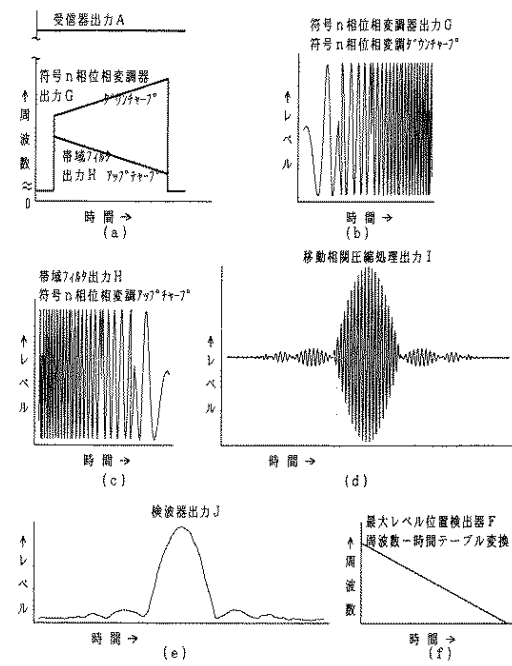 受信器出力A
符号n相位相変調器
出力G
ダウンチャープ
帯域フィルタ
出力H アップチャープ
↑周波数
0
時間→
(a)
符号n相位相変調器出力G
符号n相位相変調ダウンチャープ
↑レベル
時間→
(b)
帯域フィルタ出力H
符号n相位相変調アップチャープ
↑レベル
時間→
(c)
移動相関圧縮処理出力I
↑レベル
時間→
(d)
検波器出力J
↑レベル
時間→
(e)
最大レベル位置検出器F
周波数ー時間テーブル変換
↑周波数
時間→
(f)